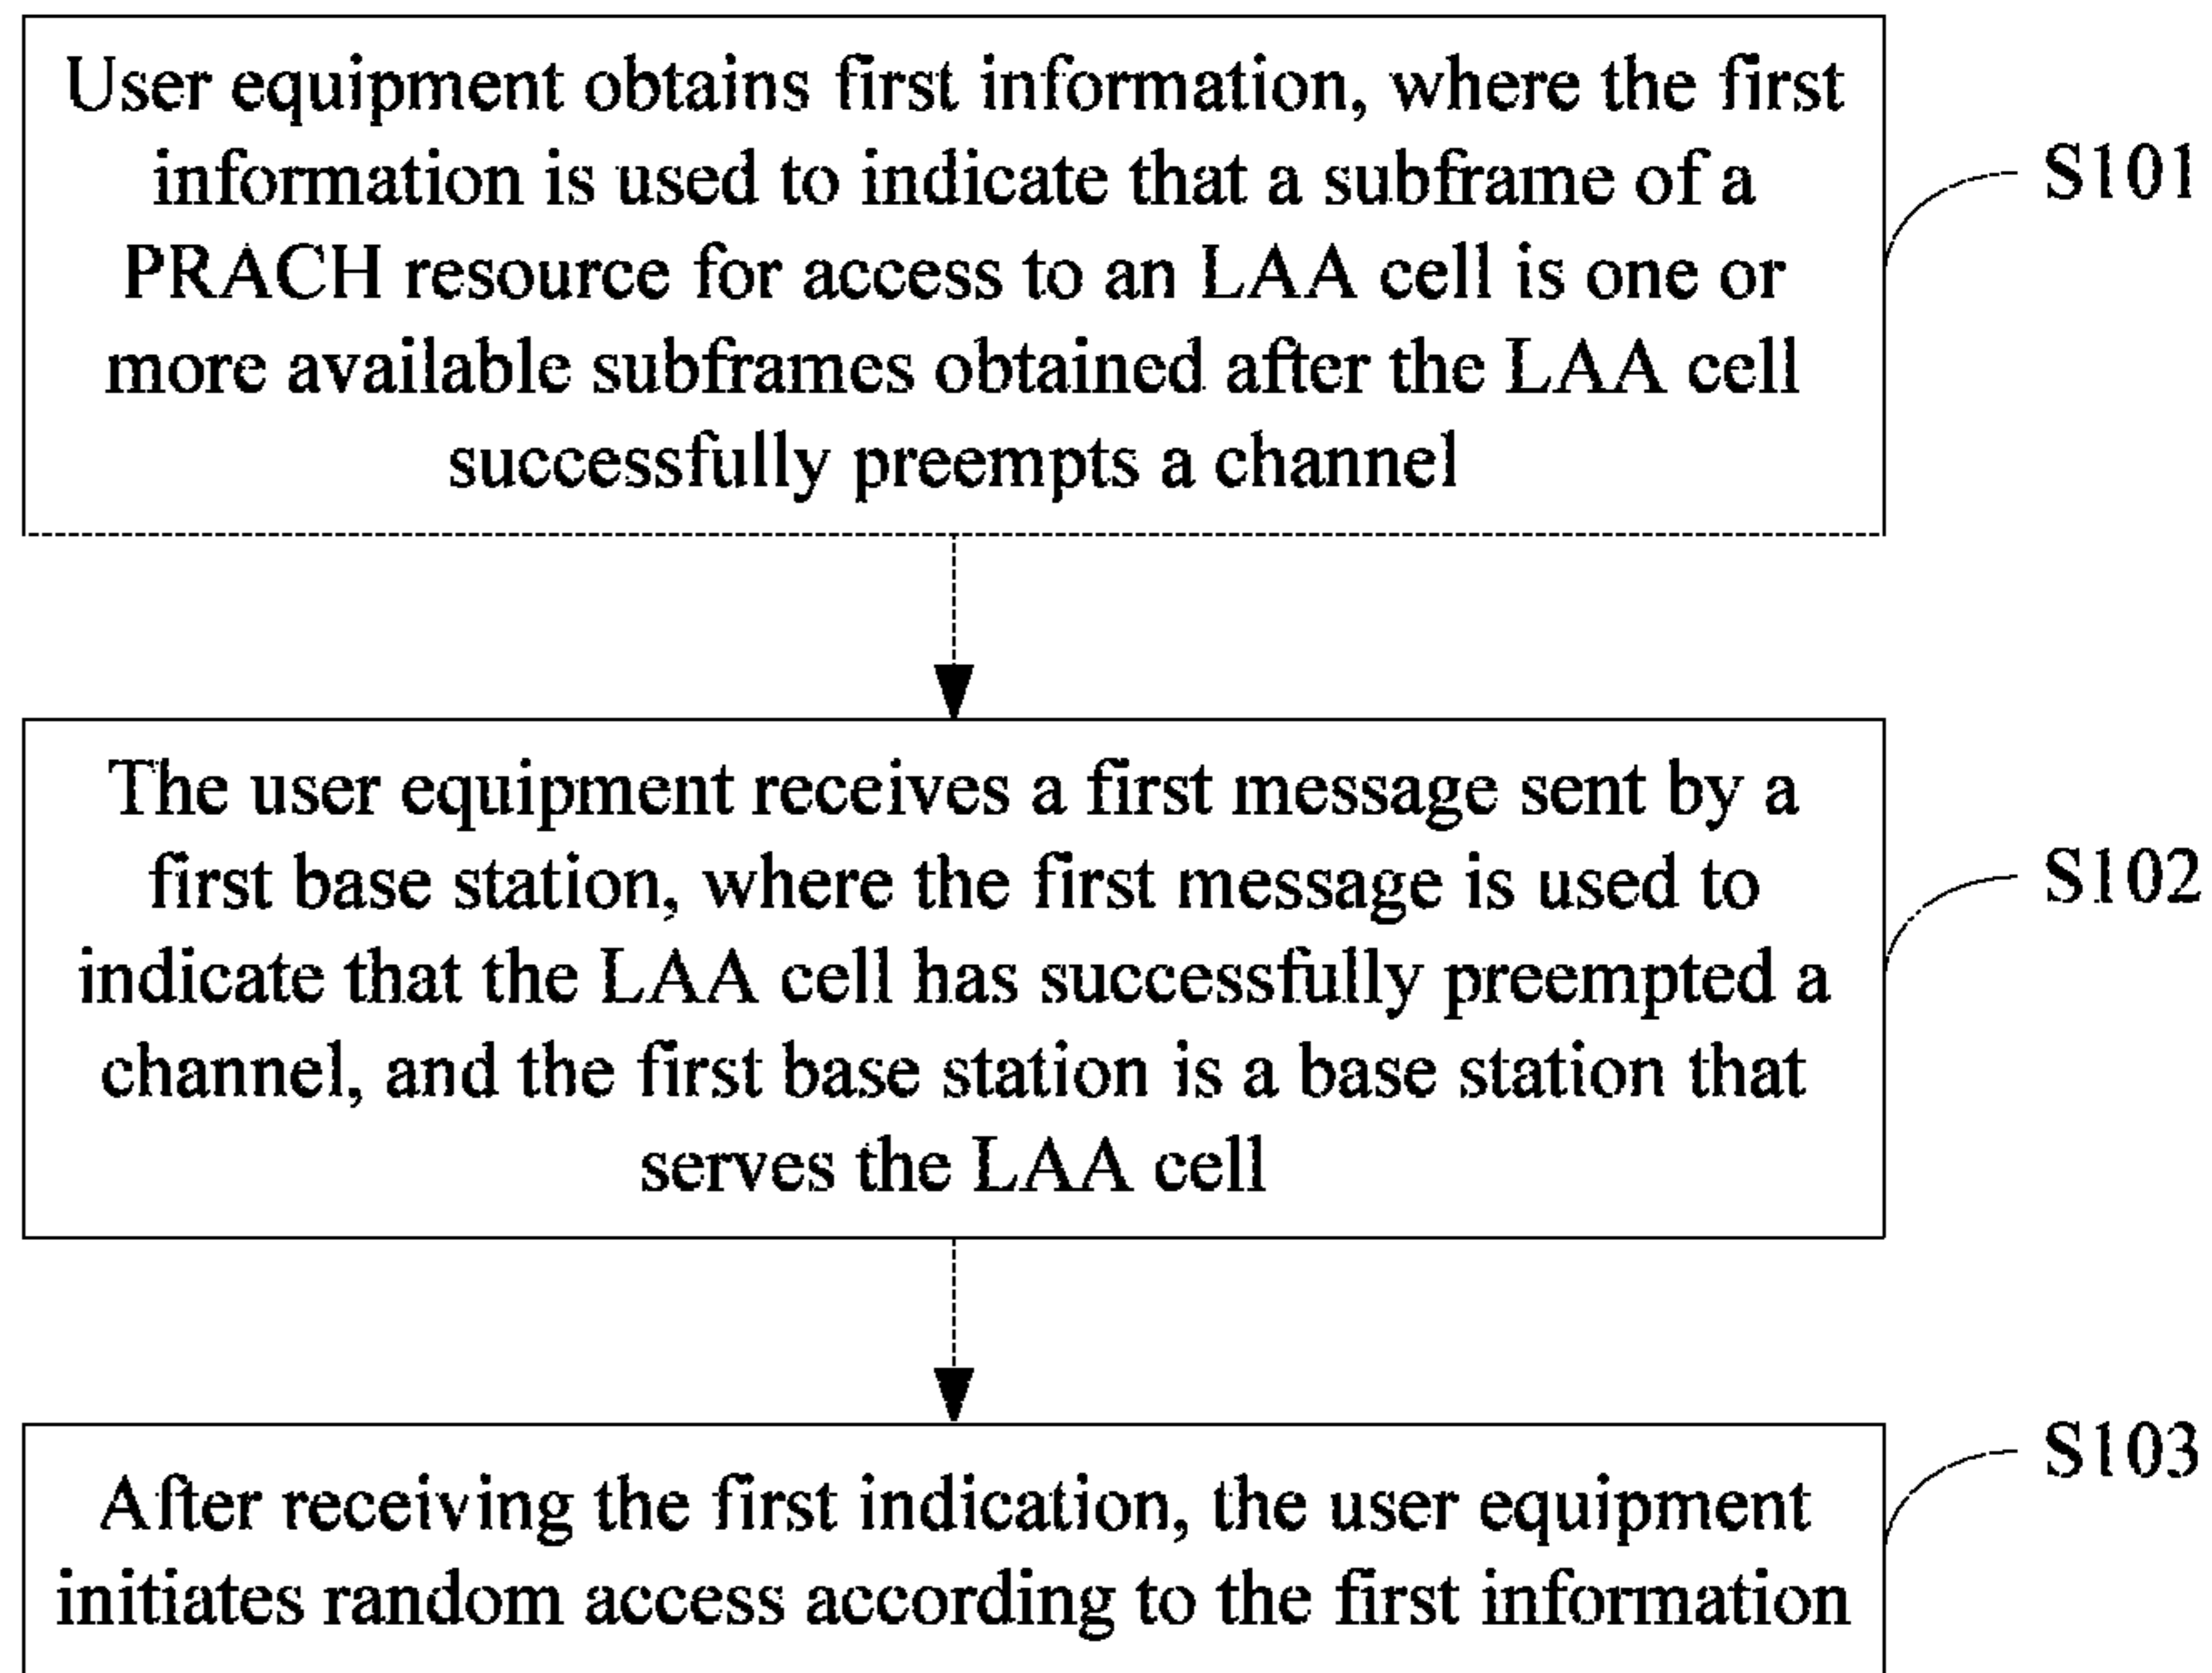 User equipment obtains first information, where the first
information is used to indicate that a subframe of a
PRACH resource for access to an LAA cell is one or
more available subframes obtained after the LAA cell
successfully preempts a channel
S101
The user equipment receives a first message sent by a
first base station, where the first message is used to
indicate that the LAA cell has successfully preempted a
channel, and the first base station is a base station that
serves the LAA cell
S102
After receiving the first indication, the user equipment
initiates random access according to the first information
S103